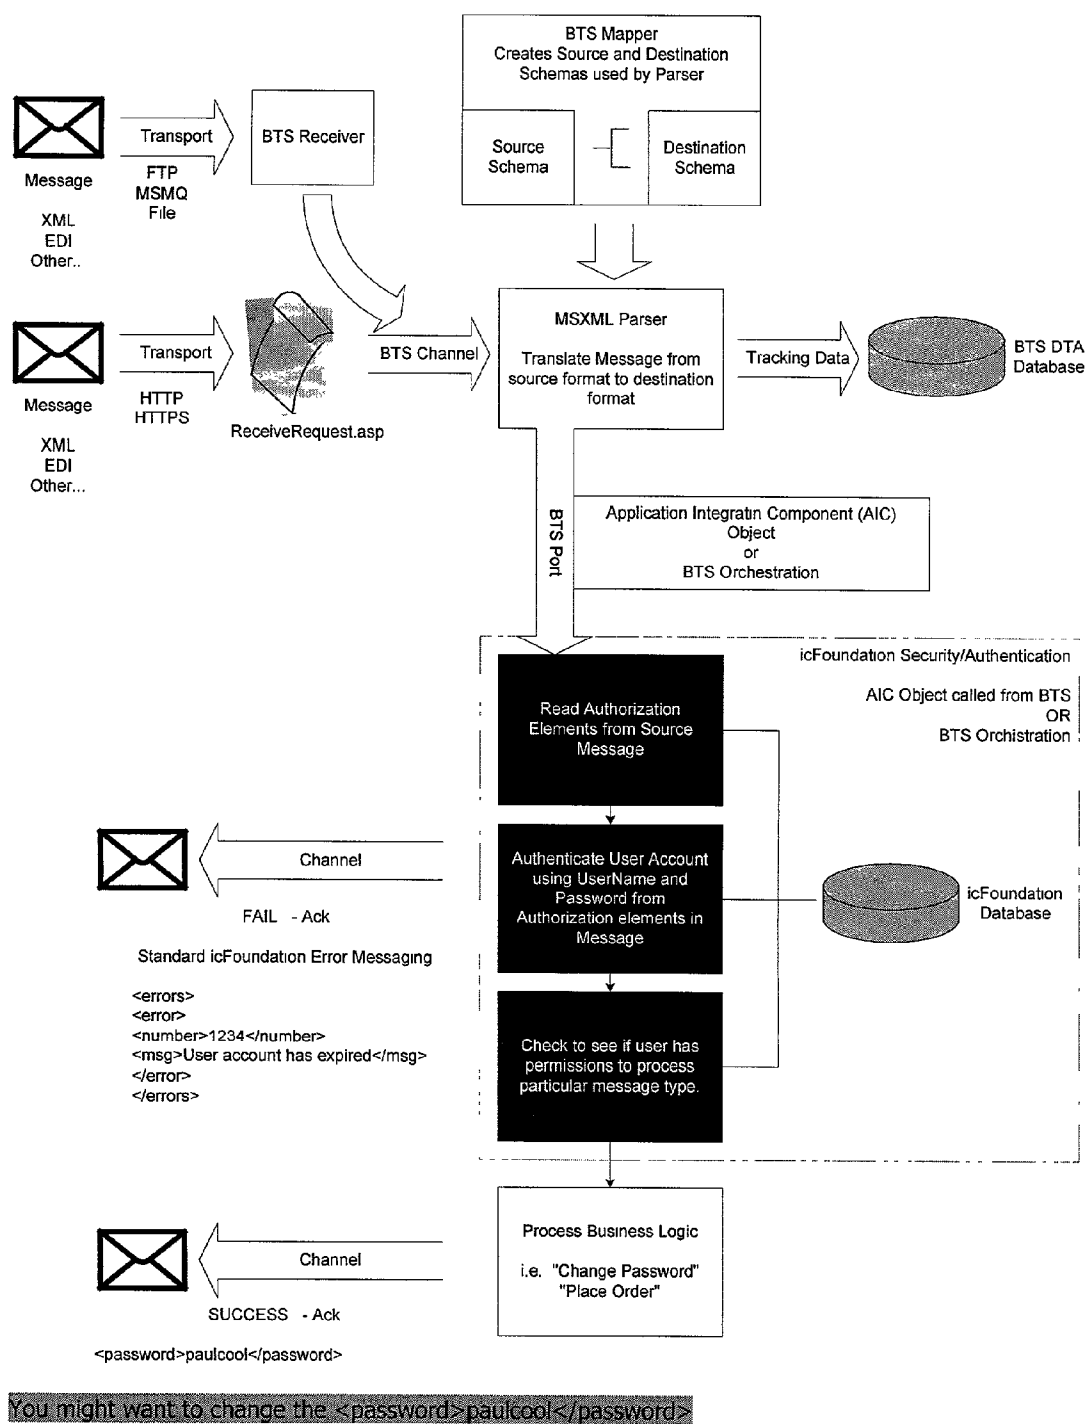 BTS Mapper
Creates Source and Destination
Schemas used by Parser
Source
Schema
Destination
Schema
Message
XML
EDI
Other..
Transport
FTP
MSMQ
File
BTS Receiver
Message
XML
EDI
Other...
Transport
HTTP
HTTPS
ReceiveRequest.asp
BTS Channel
MSXML Parser
Translate Message from
source format to destination
format
Tracking Data
BTS DTA
Database
BTS Port
Application Integratin Component (AIC)
Object
or
BTS Orchestration
icFoundation Security/Authentication
AIC Object called from BTS
OR
BTS Orchistration
Read Authorization
Elements from Source
Message
Authenticate User Account
using UserName and
Password from
Authorization elements in
Message
Check to see if user has
permissions to process
particular message type.
icFoundation
Database
Channel
FAIL - Ack
Standard icFoundation Error Messaging
<errors>
<error>
<number>1234</number>
<msg>User account has expired</msg>
</error>
</errors>
Process Business Logic
i.e. "Change Password"
"Place Order"
Channel
SUCCESS - Ack
<password>paulcool</password>
You might want to change the <password>paulcool</password>